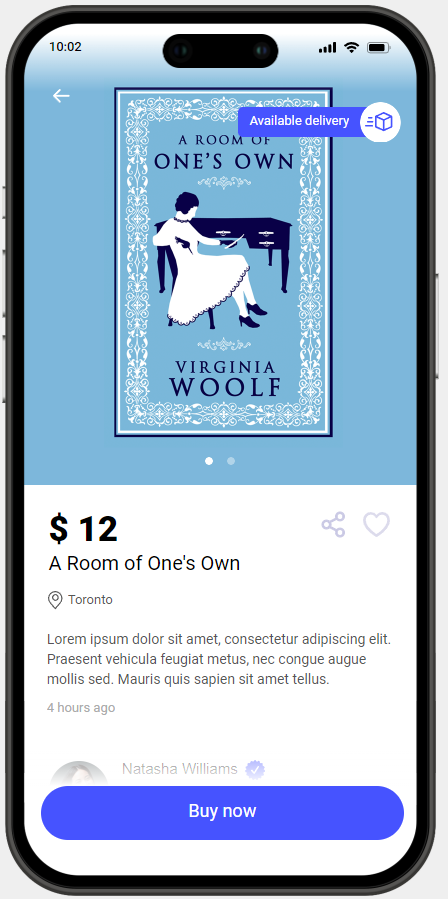 10:02
Available delivery
A ROOM OF
ONE'S OWN
VIRGINIA
WOOLF
$ 12
A Room of One's Own
Toronto
Lorem ipsum dolor sit amet, consectetur adipiscing elit.
Praesent vehicula feugiat metus, nec congue augue
mollis sed. Mauris quis sapien sit amet tellus.
4 hours ago
Natasha Williams
Buy now